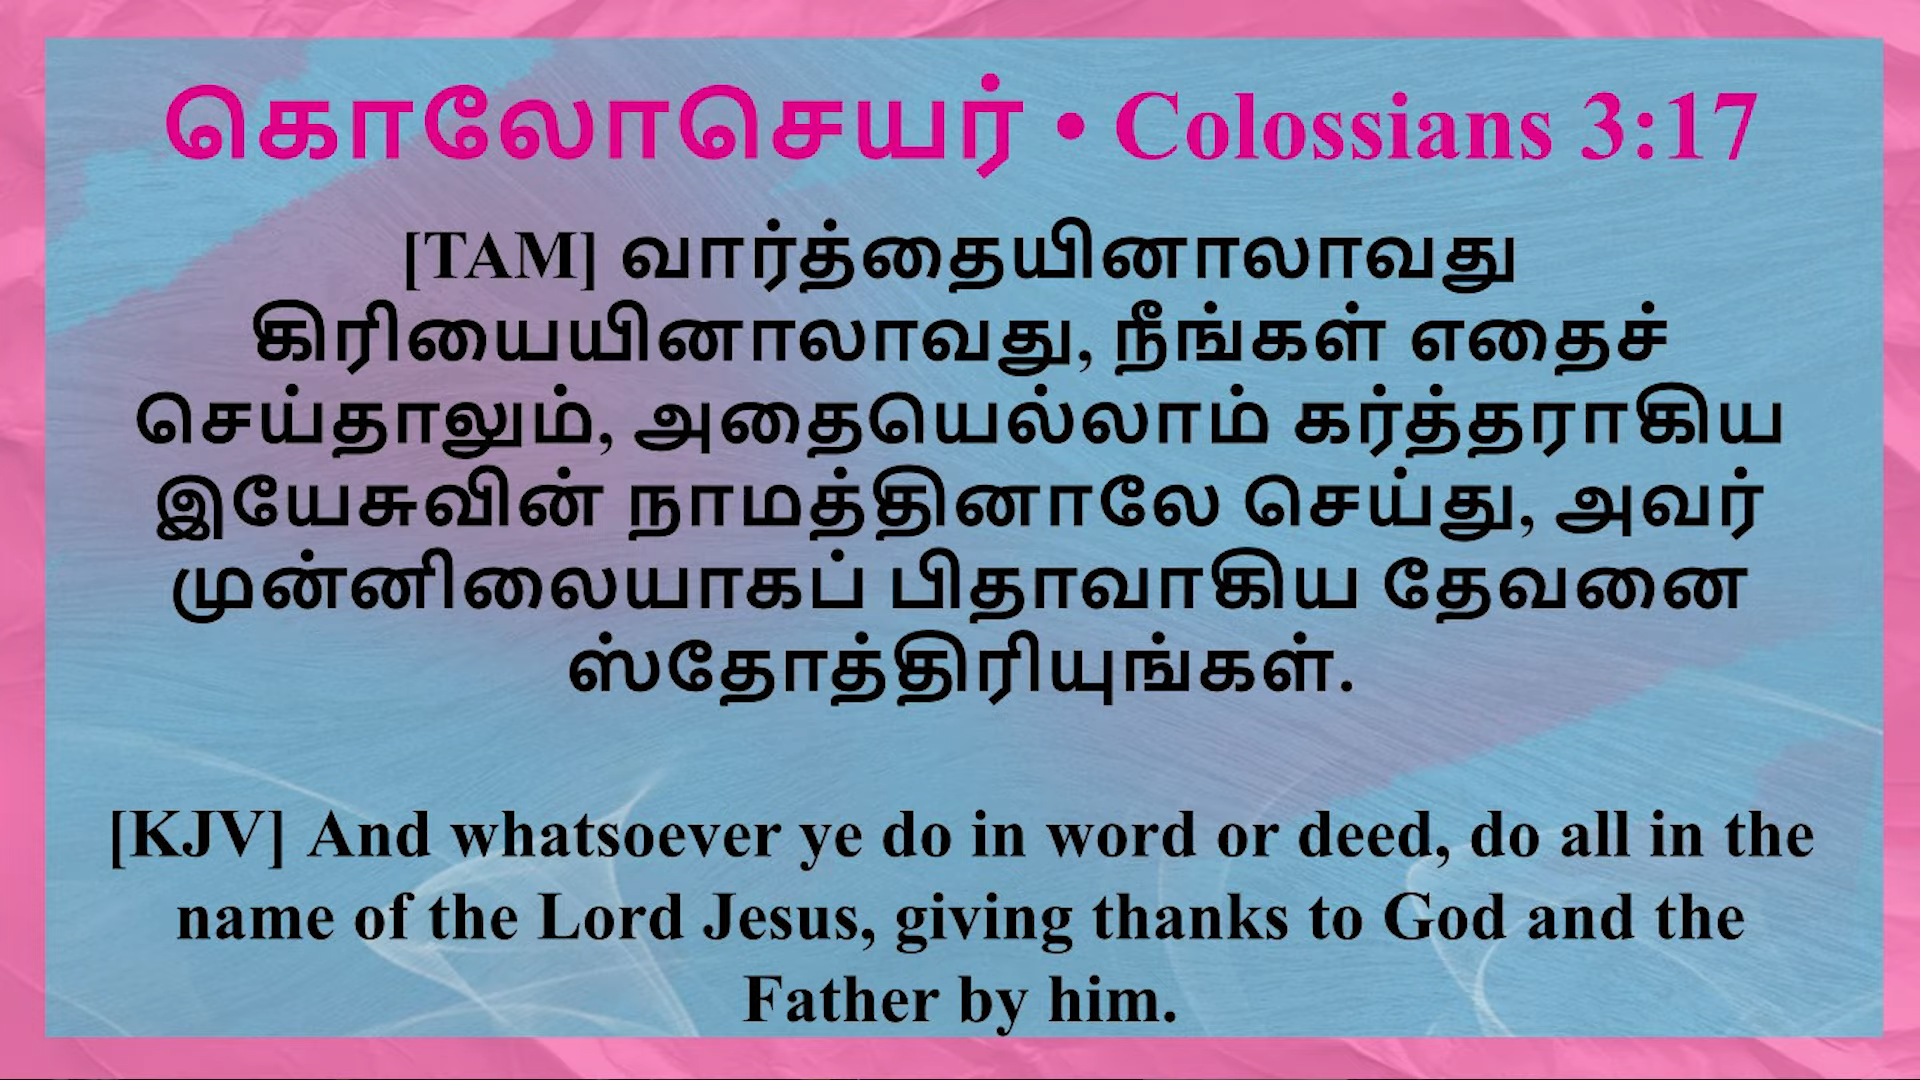 கொலோசெயர் • Colossians 3:17
[TAM] வார்த்தையினாலாவது
கிரியையினாலாவது, நீங்கள் எதைச்
செய்தாலும், அதையெல்லாம் கர்த்தராகிய
இயேசுவின் நாமத்தினாலே செய்து, அவர்
முன்னிலையாகப் பிதாவாகிய தேவனை
ஸ்தோத்திரியுங்கள்.
[KJV] And whatsoever ye do in word or deed, do all in the
name of the Lord Jesus, giving thanks to God and the
Father by him.